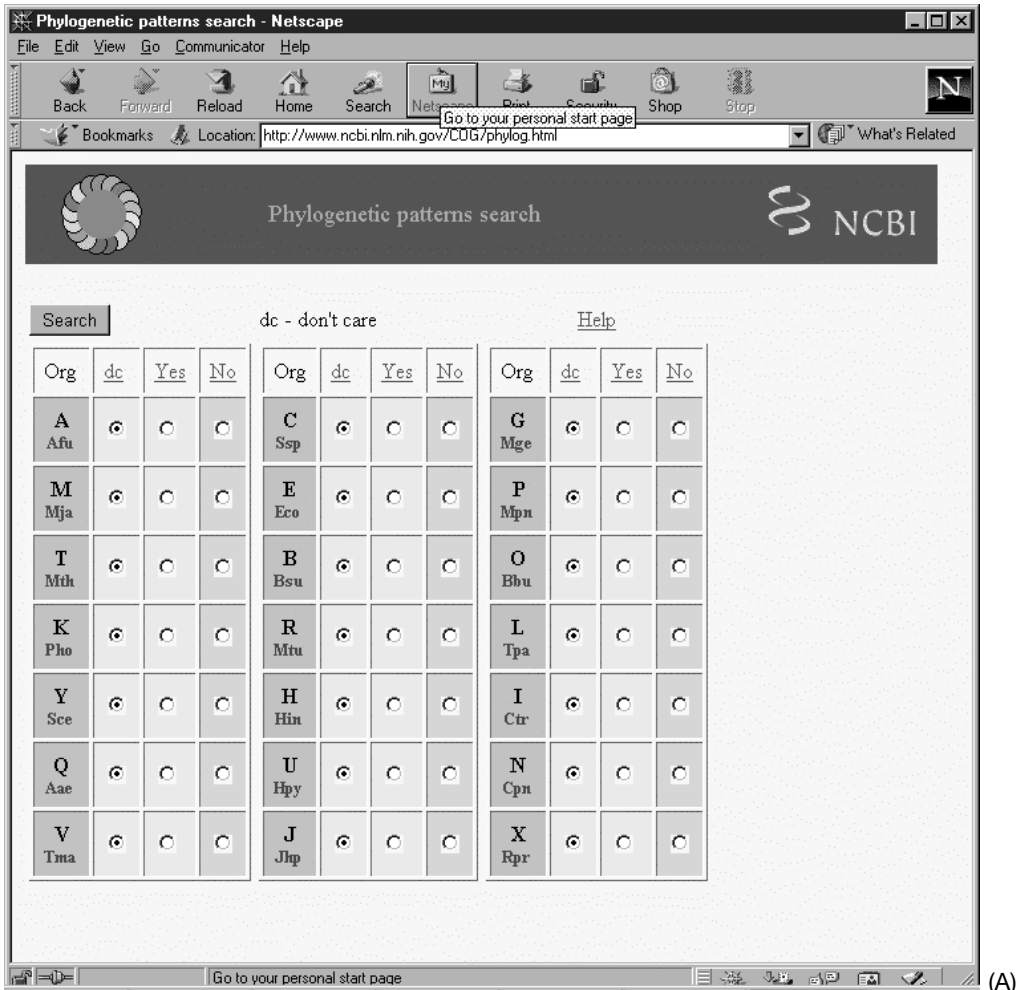 Phylogenetic patterns search - Netscape
File Edit View Go Communicator Help
Back Forward Reload Home Search Netscape Print Security Shop Stop
My
N
Go to your personal start page
Bookmarks Location: http://www.ncbi.nlm.nih.gov/COG/phylog.html What's Related
Phylogenetic patterns search
NCBI
Search dc - don't care Help
Org dc Yes No Org dc Yes No Org dc Yes No
A C G
Afu Ssp Mge
M E P
Mja Eco Mpn
T B O
Mth Bsu Bbu
K R L
Pho Mtu Tpa
Y H I
Sce Hin Ctr
Q U N
Aae Hpy Cpn
V J X
Tma Jhp Rpr
Go to your personal start page
(A)